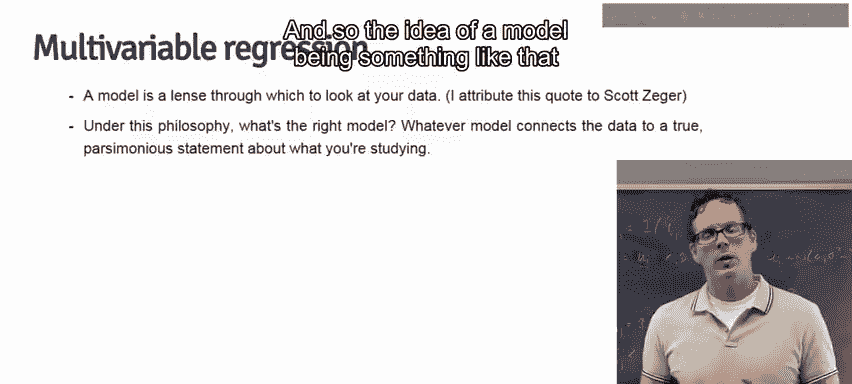 And so the idea of a model
being something like that
Multivariable regression
- A model is a lense through which to look at your data. (I attribute this quote to Scott Zeger)
- Under this philosophy, what's the right model? Whatever model connects the data to a true,
parsimonious statement about what you're studying.